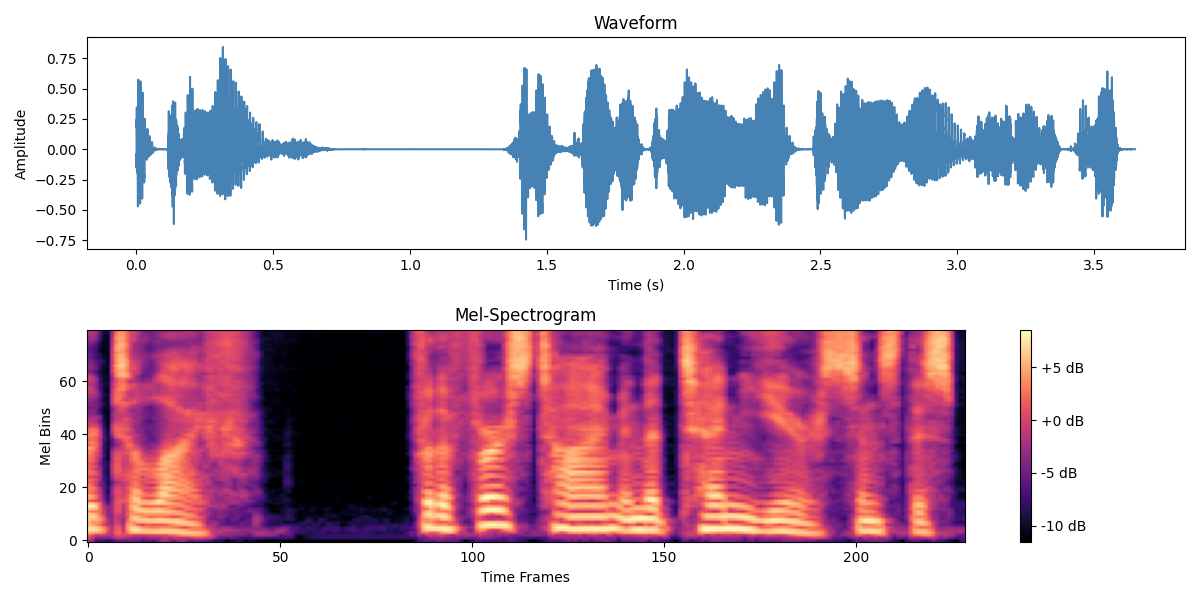 Waveform
0.75
0.50
0.25
0.00
−0.25
−0.50
−0.75
Amplitude
0.0 0.5 1.0 1.5 2.0 2.5 3.0 3.5
Time (s)
Mel-Spectrogram
60
40
20
0
Mel Bins
0 50 100 150 200
Time Frames
+5 dB
+0 dB
-5 dB
-10 dB